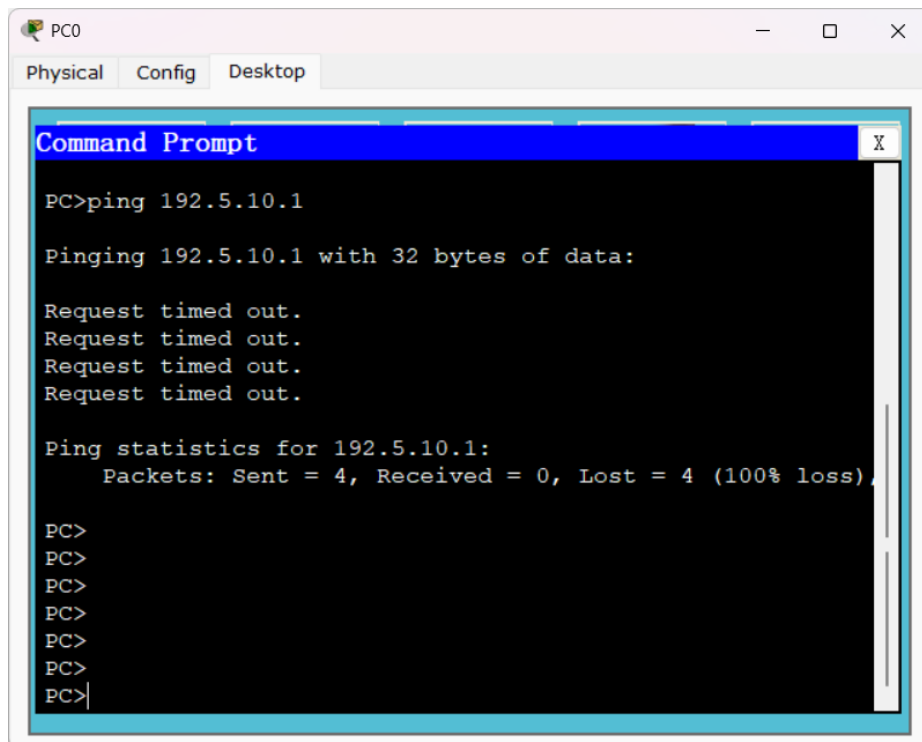 PC0
Physical Config Desktop
Command Prompt
X
PC>ping 192.5.10.1
Pinging 192.5.10.1 with 32 bytes of data:
Request timed out.
Request timed out.
Request timed out.
Request timed out.
Ping statistics for 192.5.10.1:
Packets: Sent = 4, Received = 0, Lost = 4 (100% loss),
PC>
PC>
PC>
PC>
PC>
PC>
PC>